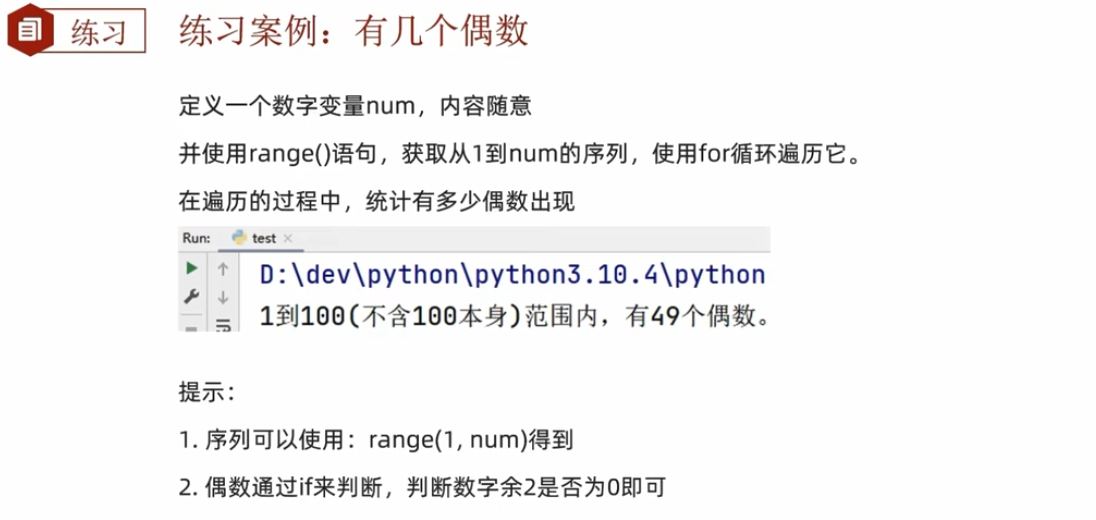 练习
练习案例：有几个偶数
定义一个数字变量num，内容随意
并使用range()语句，获取从1到num的序列，使用for循环遍历它。
在遍历的过程中，统计有多少偶数出现
Run: test ×
D:\dev\python\python3.10.4\python
1到100(不含100本身)范围内，有49个偶数。
提示：
1. 序列可以使用：range(1, num)得到
2. 偶数通过if来判断，判断数字余2是否为0即可